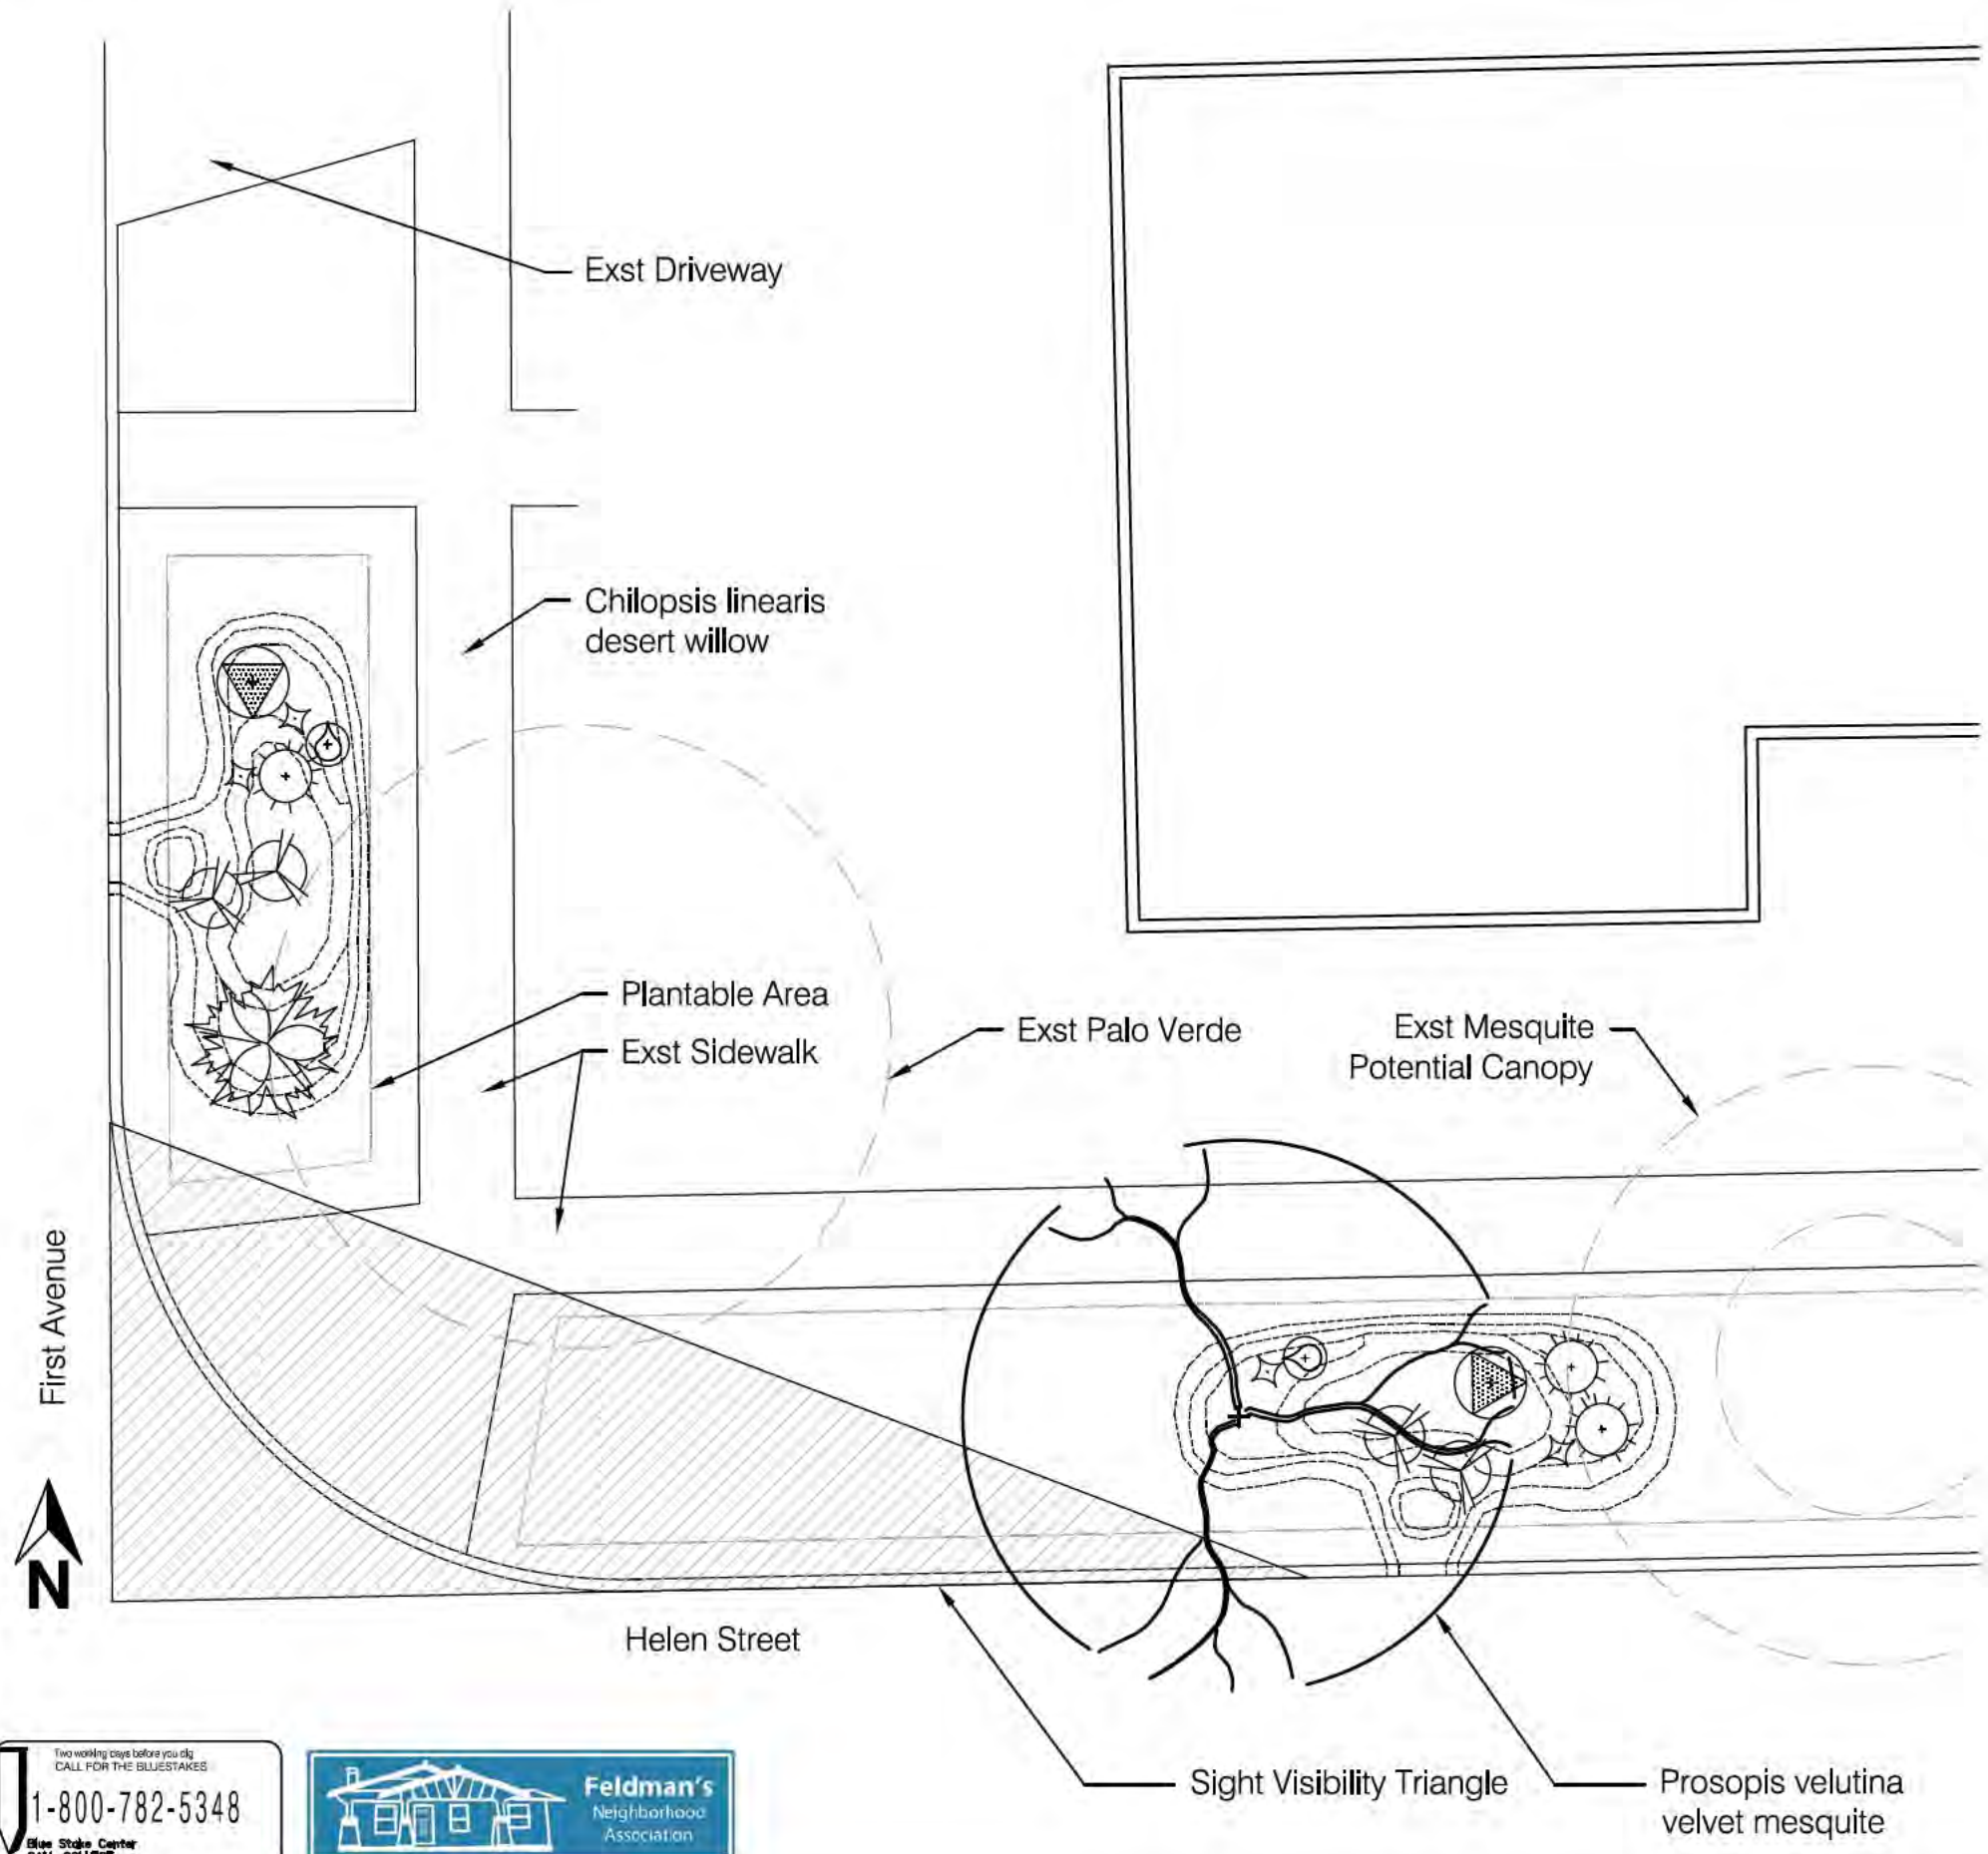 Exst Driveway
Chilopsis linearis
desert willow
Plantable Area
Exst Sidewalk
Exst Palo Verde
Exst Mesquite
Potential Canopy
First Avenue
N
Helen Street
Sight Visibility Triangle
Prosopis velutina
velvet mesquite
Two working days before you dig
CALL FOR THE BLUESTAKES
1-800-782-5348
Blue Stake Center
Feldman's
Neighborhood
Association